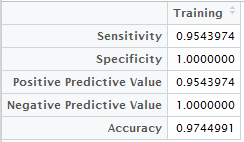 Training
Sensitivity 0.9543974
Specificity 1.0000000
Positive Predictive Value 0.9543974
Negative Predictive Value 1.0000000
Accuracy 0.9744991